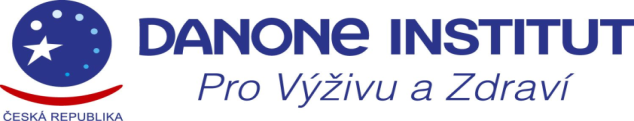 DANONE INSTITUT
Pro Výživu a Zdraví
ČESKÁ REPUBLIKA